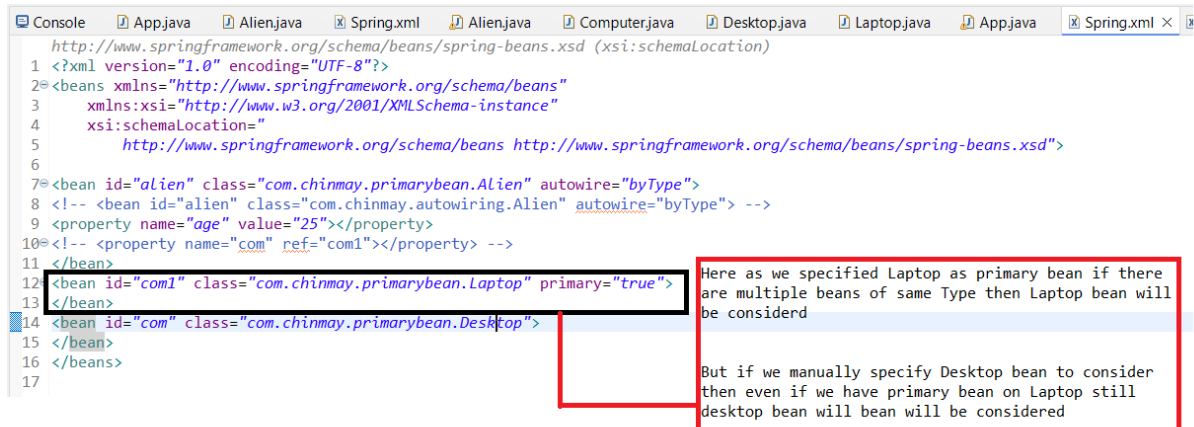 Console App.java Alien.java Spring.xml Alien.java Computer.java Desktop.java Laptop.java App.java Spring.xml
http://www.springframework.org/schema/beans/spring-beans.xsd (xsi:schemaLocation)
1 <?xml version="1.0" encoding="UTF-8"?>
2 <beans xmlns="http://www.springframework.org/schema/beans"
3 xmlns:xsi="http://www.w3.org/2001/XMLSchema-instance"
4 xsi:schemaLocation="
5 http://www.springframework.org/schema/beans http://www.springframework.org/schema/beans/spring-beans.xsd">
6
7 <bean id="alien" class="com.chinmay.primarybean.Alien" autowire="byType">
8 <!-- <bean id="alien" class="com.chinmay.autowiring.Alien" autowire="byType"> -->
9 <property name="age" value="25"></property>
10 <!-- <property name="com" ref="com1"></property> -->
11 </bean>
12 <bean id="com1" class="com.chinmay.primarybean.Laptop" primary="true">
13 </bean>
14 <bean id="com" class="com.chinmay.primarybean.Desktop">
15 </bean>
16 </beans>
17
Here as we specified Laptop as primary bean if there
are multiple beans of same Type then Laptop bean will
be considerd
But if we manually specify Desktop bean to consider
then even if we have primary bean on Laptop still
desktop bean will bean will be considered